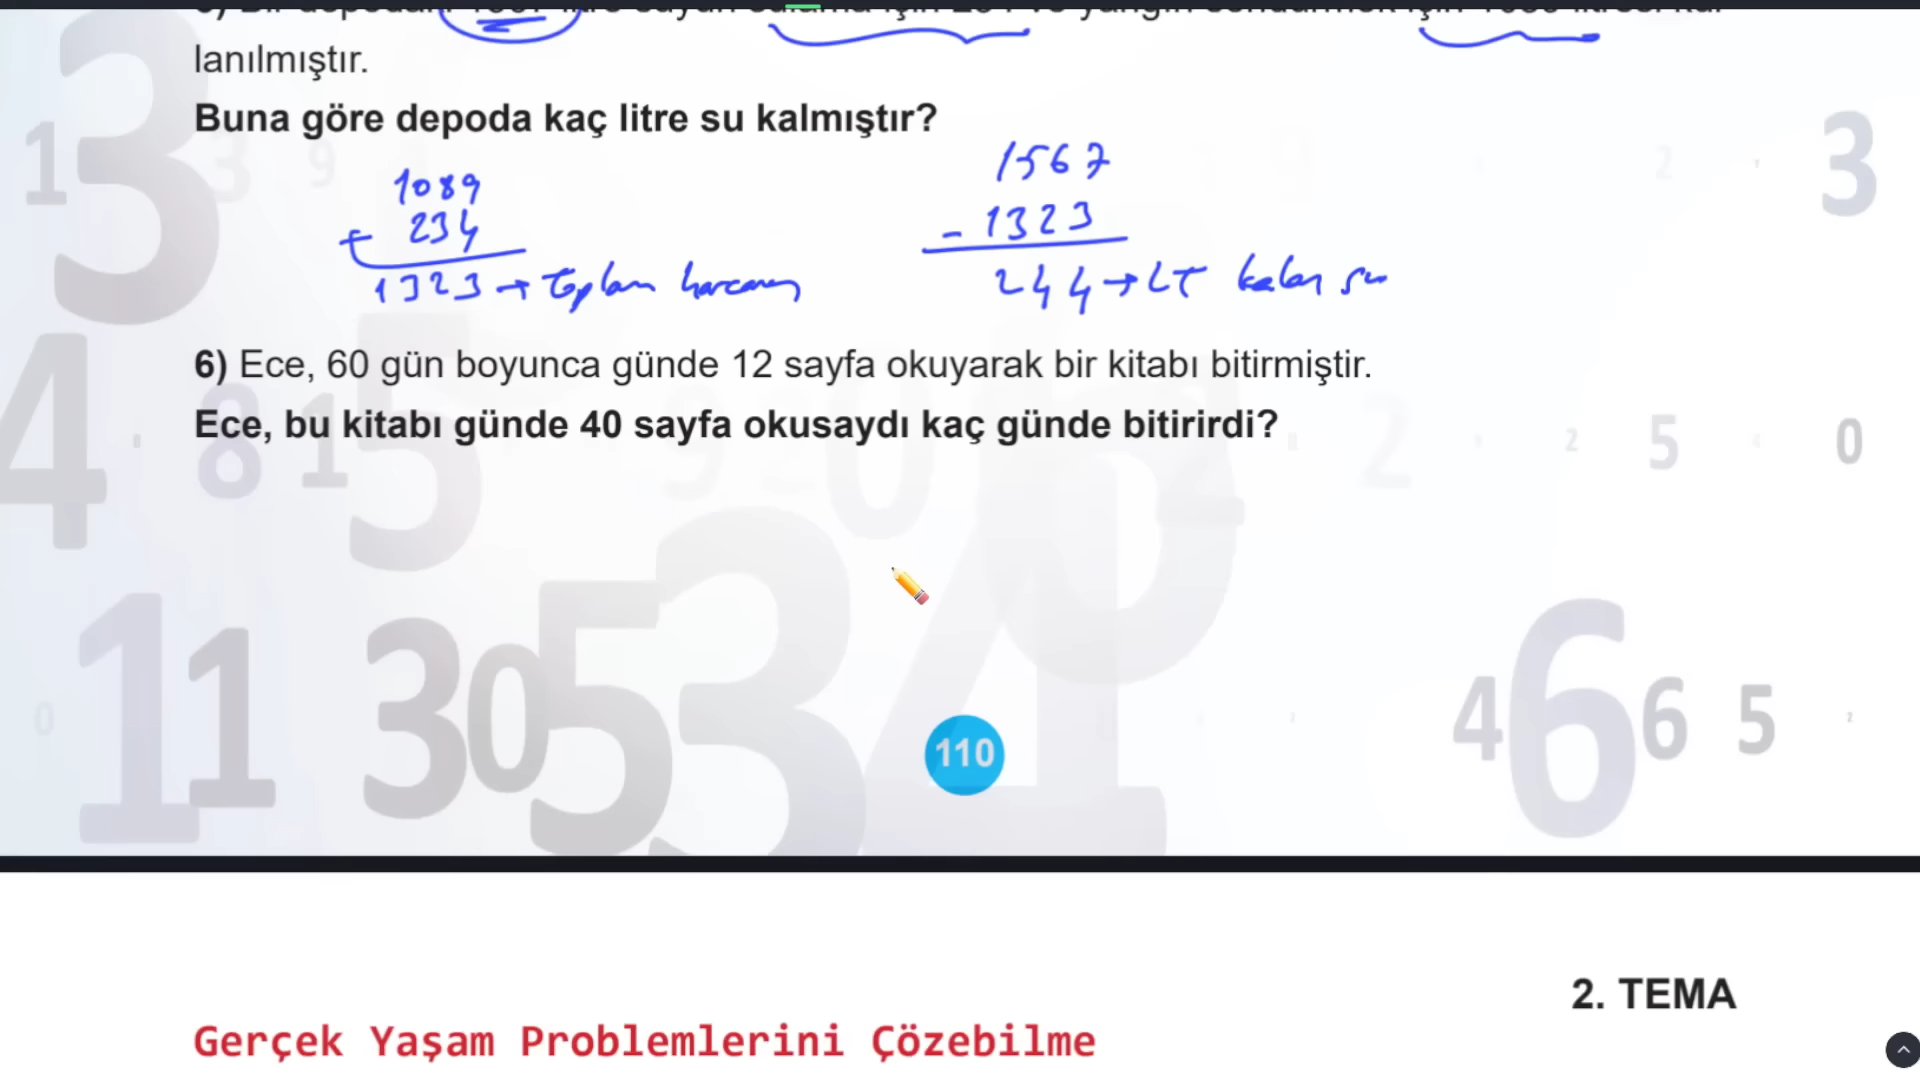 lanılmıştır.
Buna göre depoda kaç litre su kalmıştır?
1089
+ 234
1323 → toplam harcanan
1567
- 1323
244 → LT kalan su
6) Ece, 60 gün boyunca günde 12 sayfa okuyarak bir kitabı bitirmiştir.
Ece, bu kitabı günde 40 sayfa okusaydı kaç günde bitirirdi?
110
2. TEMA
Gerçek Yaşam Problemlerini Çözebilme